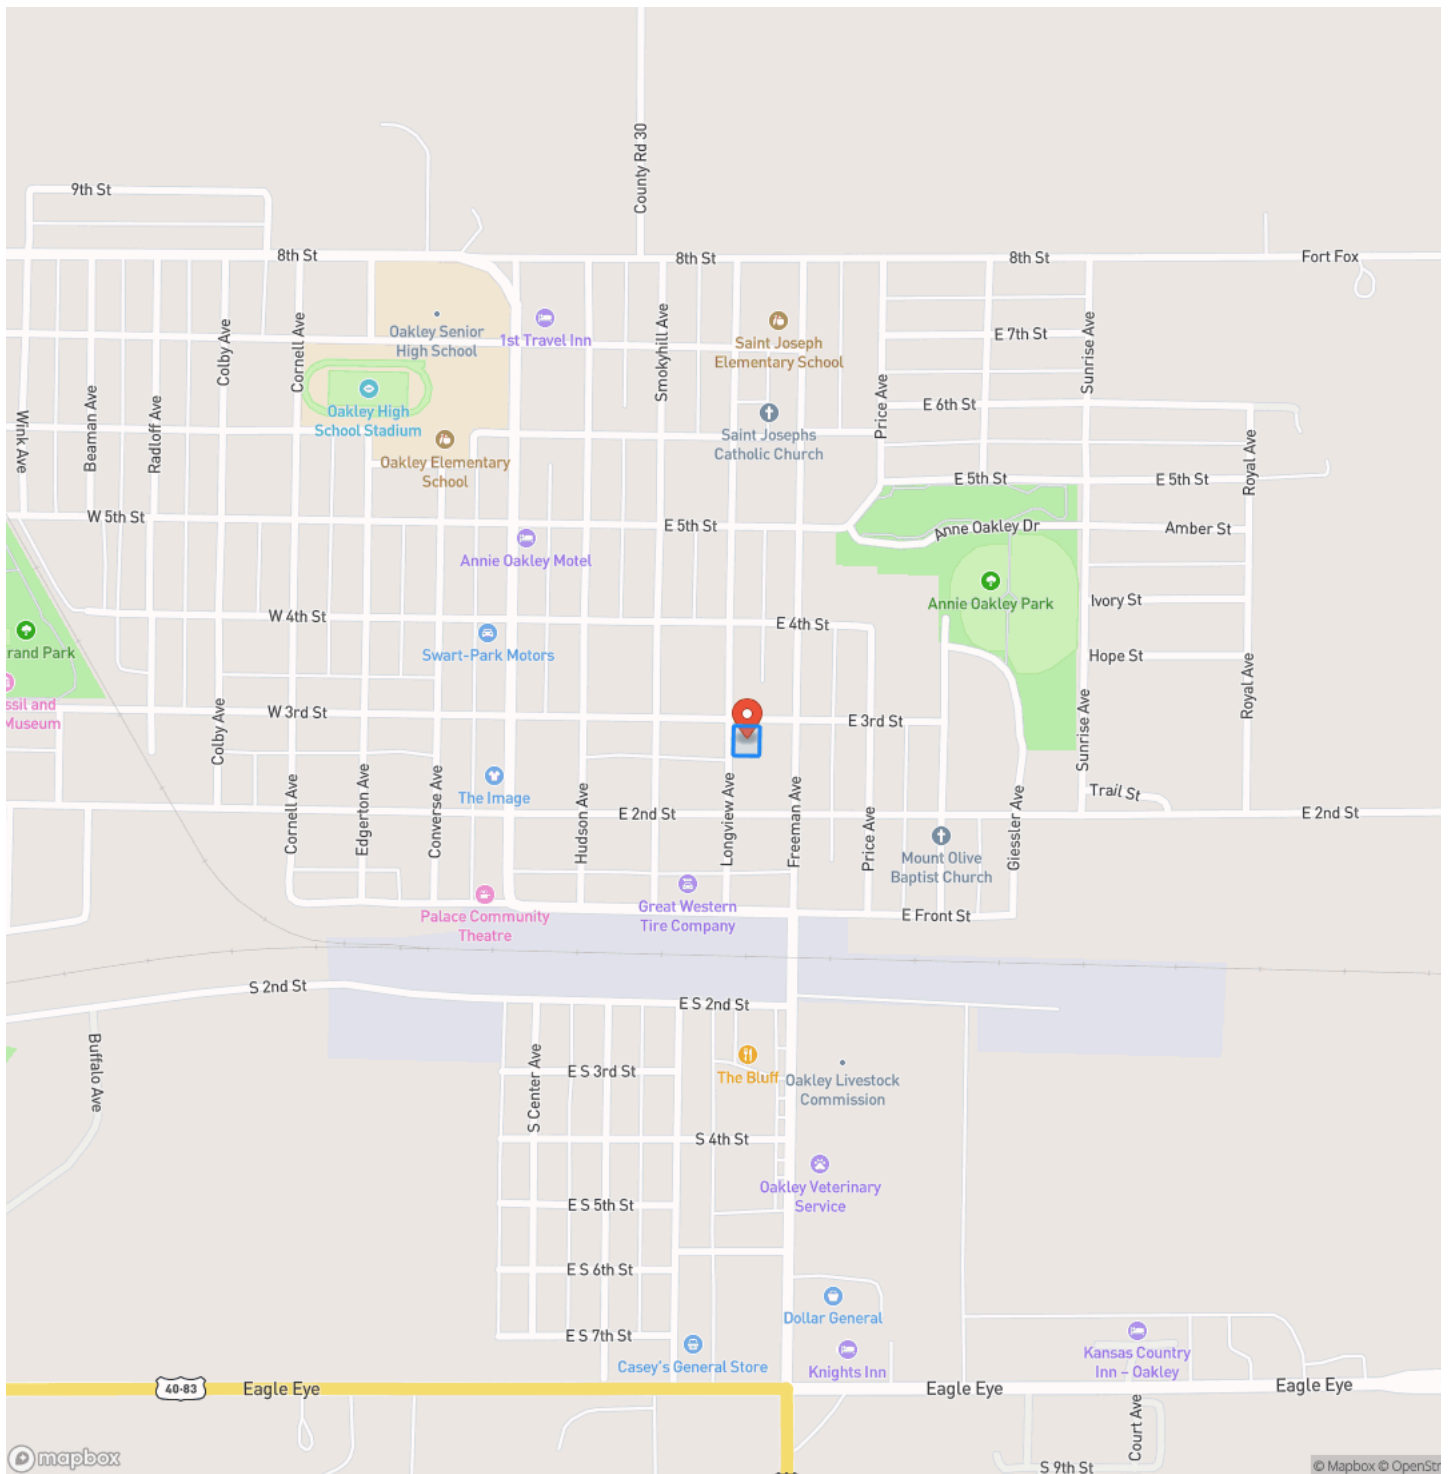 County Rd 30
9th St
8th St
8th St
8th St
Fort Fox
Oakley Senior
High School
1st Travel Inn
Saint Joseph
Elementary School
E 7th St
Colby Ave
Cornell Ave
Smokyhill Ave
Sunrise Ave
Price Ave
E 6th St
Oakley High
School Stadium
Wink Ave
Beaman Ave
Radloff Ave
Saint Josephs
Catholic Church
Royal Ave
Oakley Elementary
School
E 5th St
E 5th St
W 5th St
E 5th St
Anne Oakley Dr
Amber St
Annie Oakley Motel
Annie Oakley Park
Ivory St
W 4th St
E 4th St
rand Park
Swart-Park Motors
Hope St
Royal Ave
ssil and
Museum
W 3rd St
E 3rd St
Colby Ave
Sunrise Ave
The Image
Trail St
Cornell Ave
Edgerton Ave
Converse Ave
Hudson Ave
E 2nd St
Longview Ave
Freeman Ave
Price Ave
Giessler Ave
E 2nd St
Mount Olive
Baptist Church
Palace Community
Theatre
Great Western
Tire Company
E Front St
S 2nd St
E S 2nd St
Buffalo Ave
S Center Ave
E S 3rd St
The Bluff
Oakley Livestock
Commission
S 4th St
Oakley Veterinary
Service
E S 5th St
E S 6th St
Dollar General
E S 7th St
Casey's General Store
Knights Inn
Kansas Country
Inn – Oakley
40-83
Eagle Eye
Eagle Eye
Eagle Eye
Court Ave
S 9th St
mapbox
© Mapbox © OpenStr